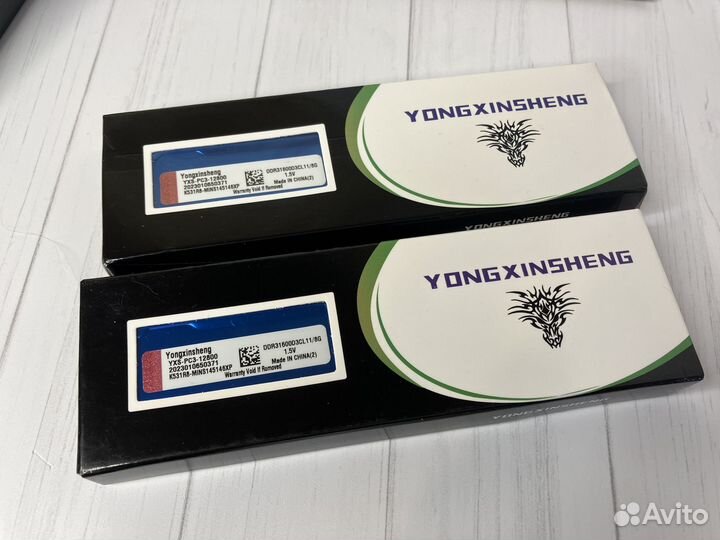 YONGXINSHENG
Yongxinsheng
YXS-PC3-12800
2023010650371
K531R8-MINS145146XP
DDR31600D3CL11/8G
1.5V
Made IN CHINA(2)
Warranty Void If Removed
YONGXINSHENG
YONGXINSHENG
Yongxinsheng
YXS-PC3-12800
2023010650371
K531R8-MINS145146XP
DDR31600D3CL11/8G
1.5V
Made IN CHINA(2)
Warranty Void If Removed
YONGXINSHENG
Avito